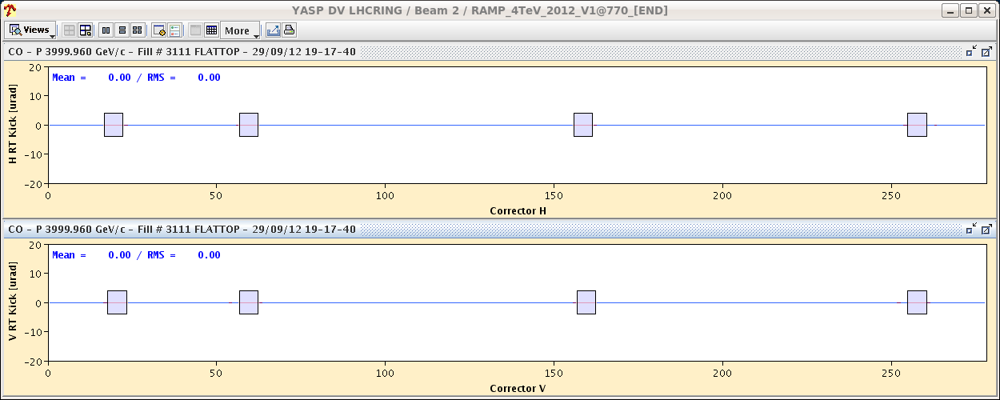 YASP DV LHCRING / Beam 2 / RAMP_4TeV_2012_V1@770_[END]
Views More
CO - P 3999.960 GeV/c - Fill # 3111 FLATTOP - 29/09/12 19-17-40
Mean = 0.00 / RMS = 0.00
H RT Kick [urad]
20
10
0
-10
-20
0 50 100 150 200 250
Corrector H
CO - P 3999.960 GeV/c - Fill # 3111 FLATTOP - 29/09/12 19-17-40
Mean = 0.00 / RMS = 0.00
V RT Kick [urad]
20
10
0
-10
-20
0 50 100 150 200 250
Corrector V